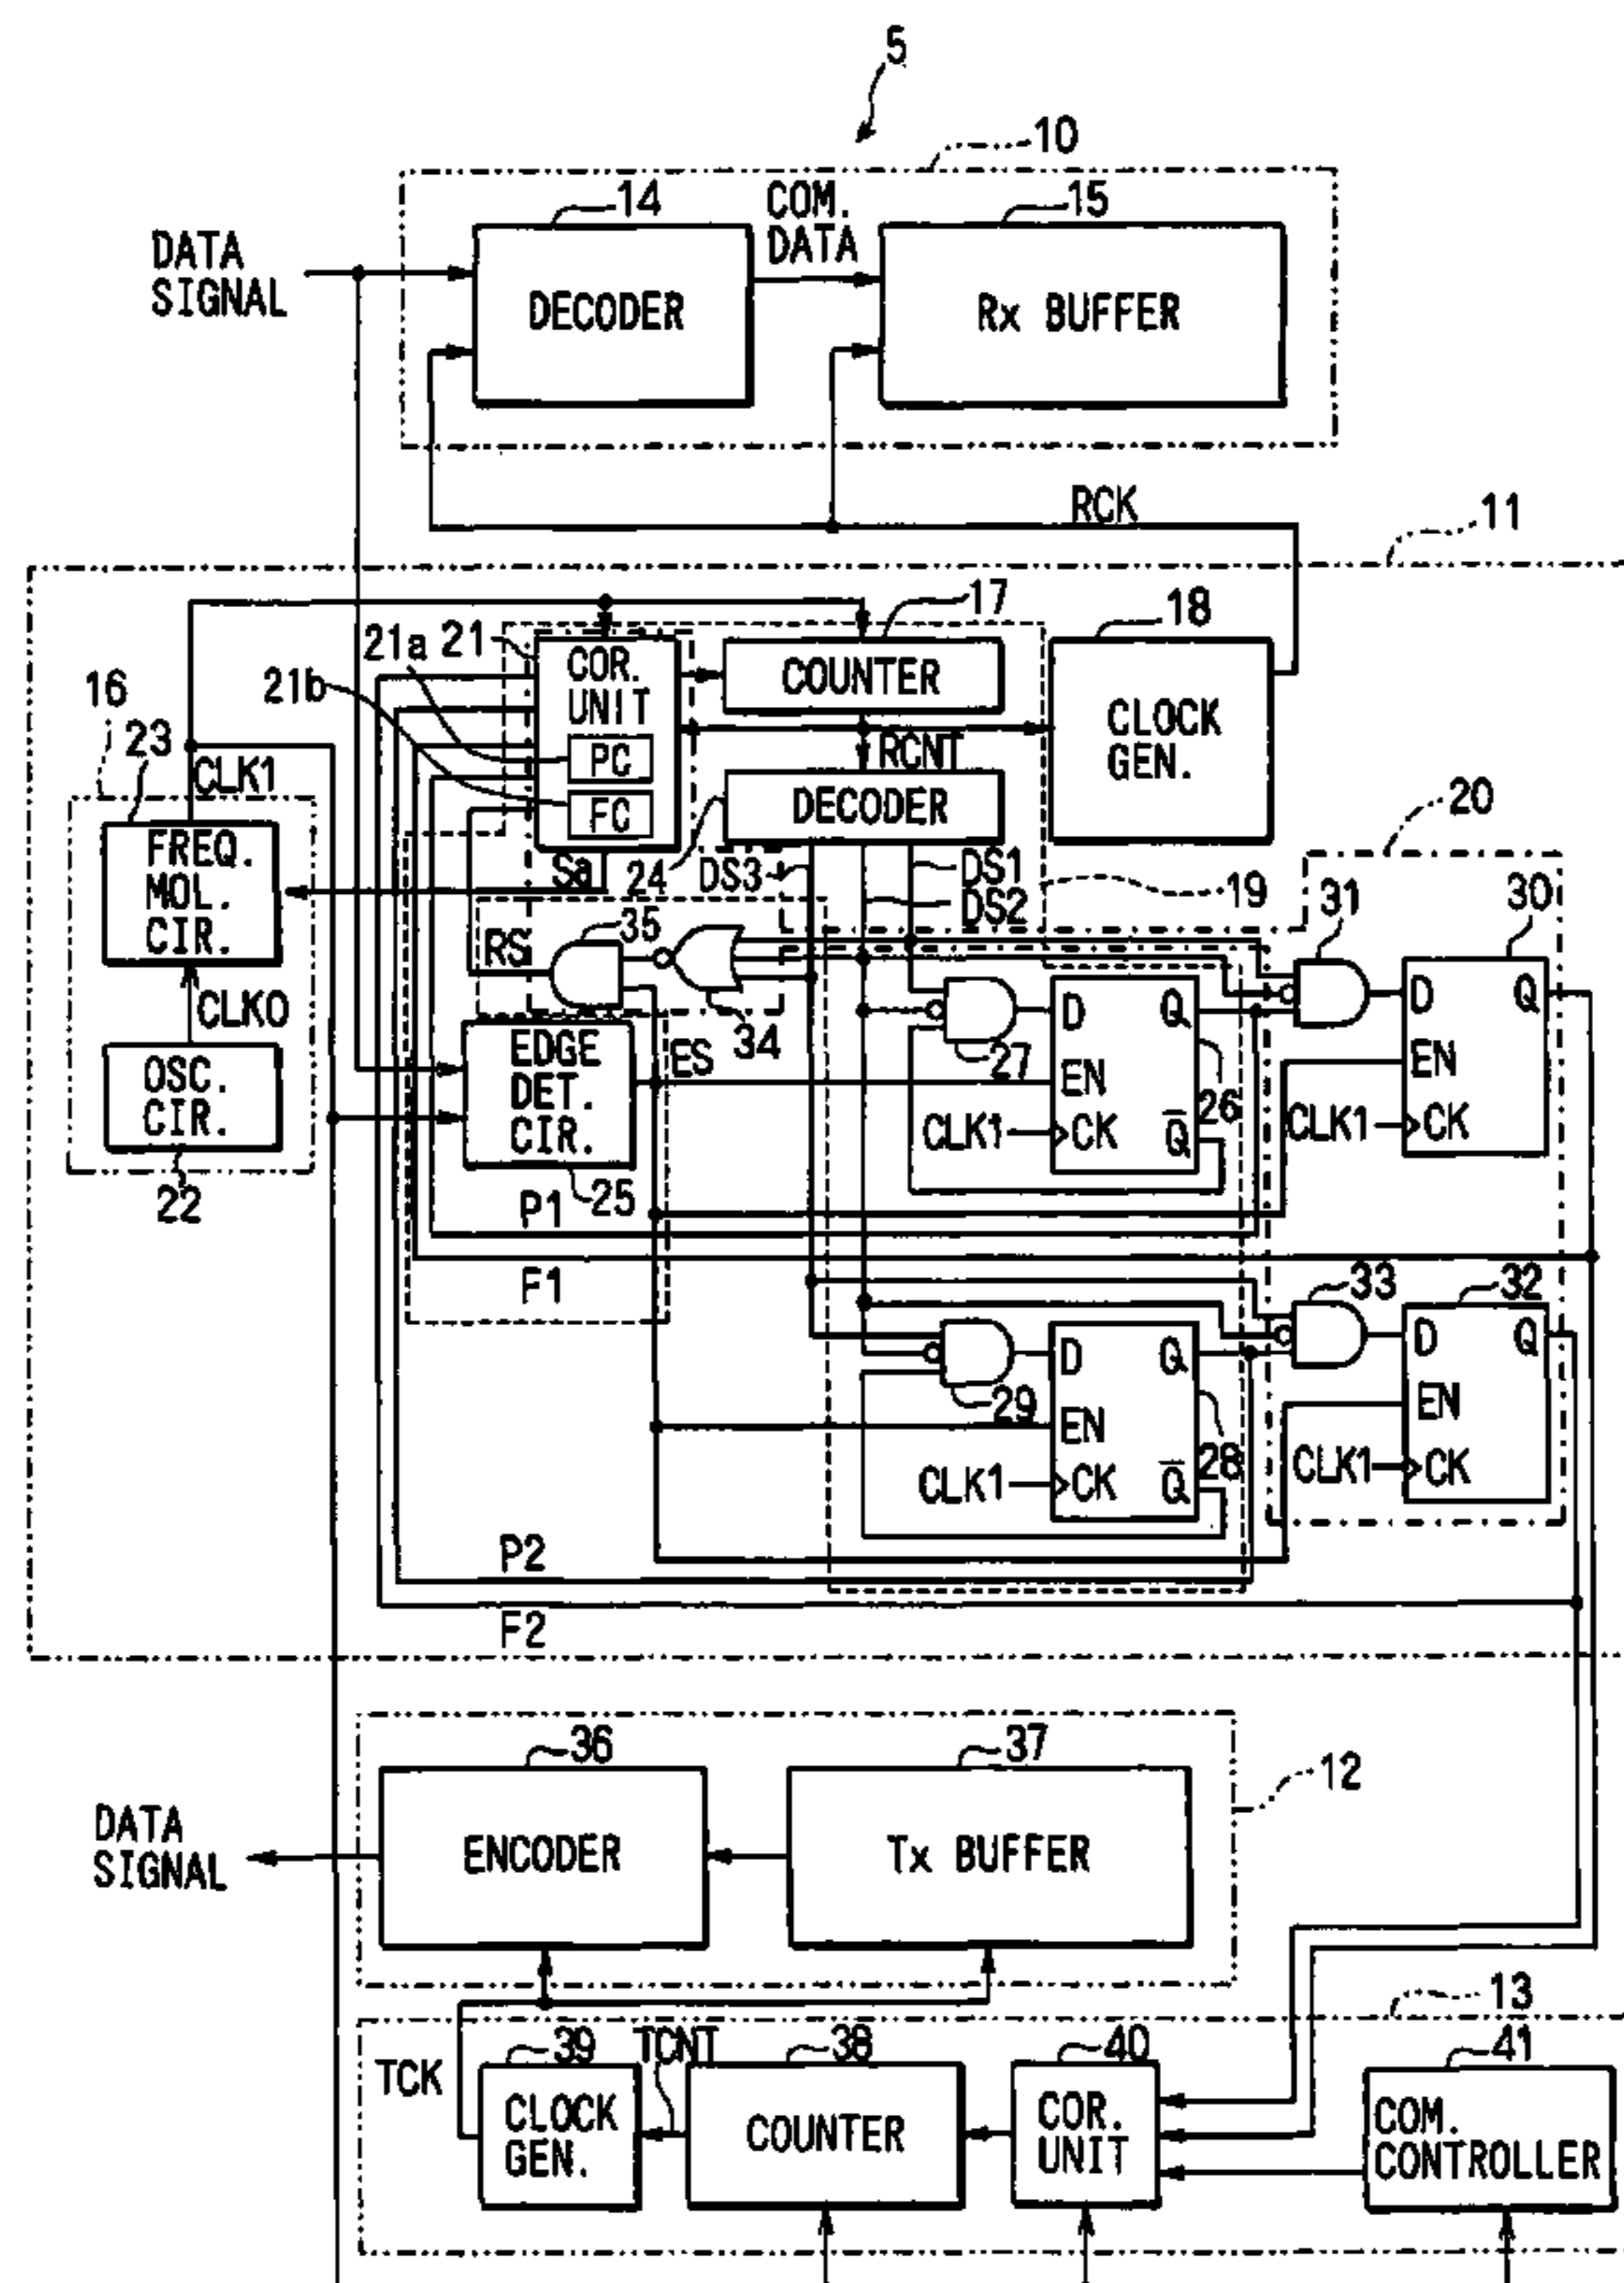 5
10
14
COM.
DATA
15
DATA
SIGNAL
DECODER
Rx BUFFER
RCK
11
17
18
21a
21
COR.
UNIT
COUNTER
21b
16
23
CLK1
PC
RCNT
CLOCK
GEN.
FC
DECODER
20
FREQ.
MOL.
CIR.
Sa
24
DS3
DS1
DS2
19
31
30
35
RS
D
Q
CLK0
34
27
D
Q
EDGE
DET.
CIR.
ES
EN
EN
OSC.
CIR.
26
CLK1
CK
Q̅
CLK1
CK
22
25
P1
F1
33
32
D
Q
D
Q
29
EN
EN
28
CLK1
CK
Q̅
CLK1
CK
P2
F2
36
37
12
DATA
SIGNAL
ENCODER
Tx BUFFER
13
TCK
39
TCNT
38
40
41
CLOCK
GEN.
COUNTER
COR.
UNIT
COM.
CONTROLLER